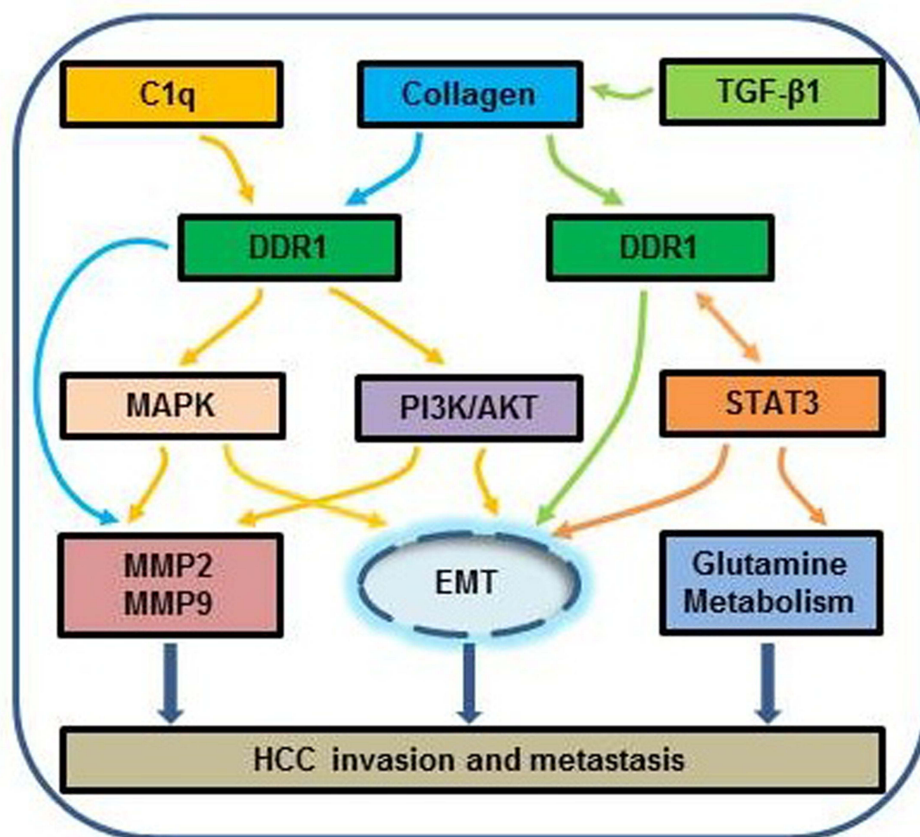 C1q
Collagen
TGF-β1
DDR1
DDR1
MAPK
PI3K/AKT
STAT3
MMP2
MMP9
EMT
Glutamine
Metabolism
HCC invasion and metastasis